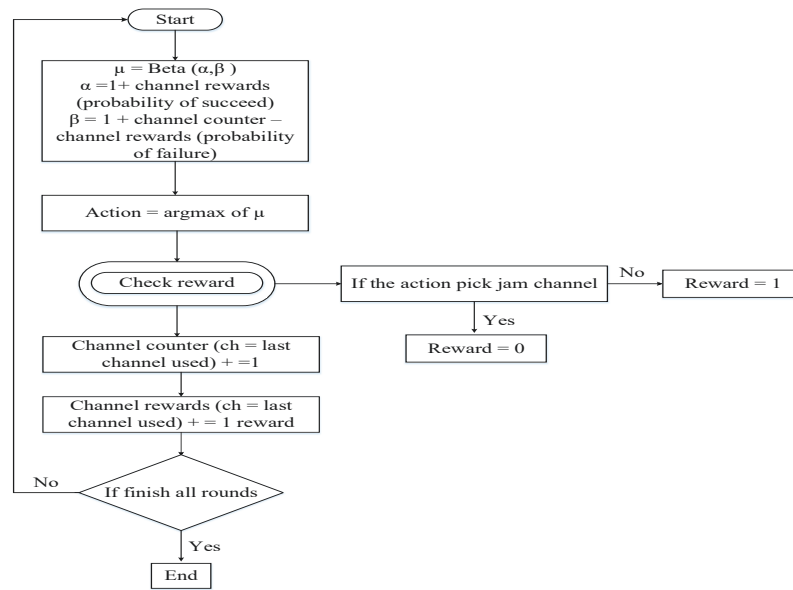 Start
μ = Beta (α,β )
α =1+ channel rewards
(probability of succeed)
β = 1 + channel counter –
channel rewards (probability
of failure)
Action = argmax of μ
Check reward
If the action pick jam channel
No
Reward = 1
Yes
Reward = 0
Channel counter (ch = last
channel used) + =1
Channel rewards (ch = last
channel used) + = 1 reward
No
If finish all rounds
Yes
End